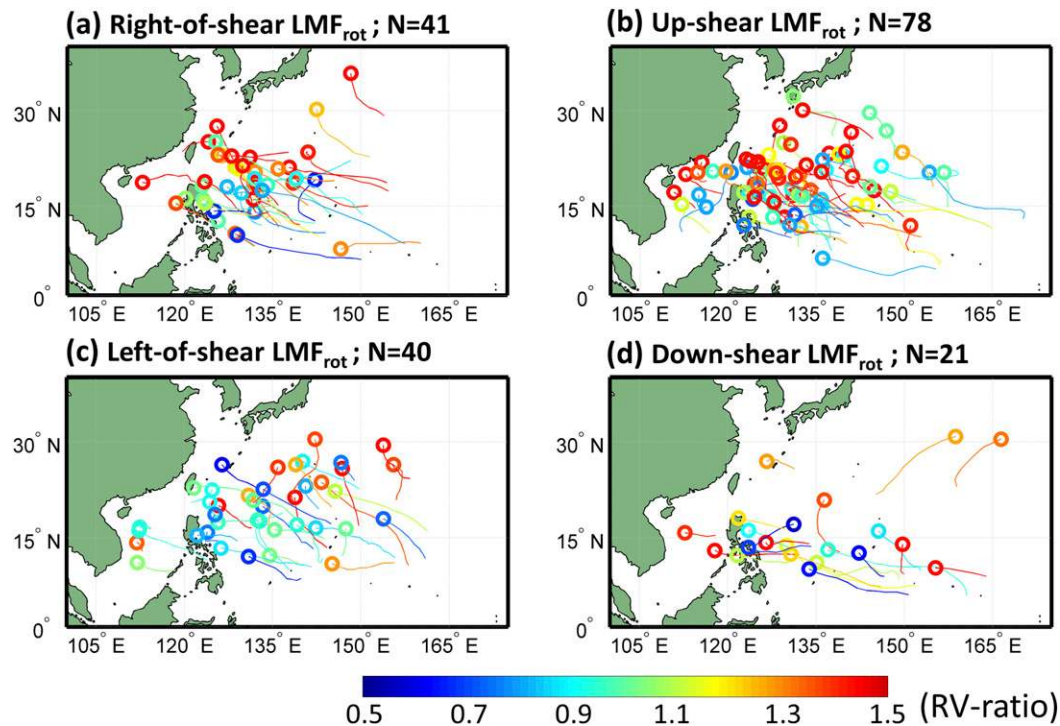 (a) Right-of-shear LMFrot ; N=41
(b) Up-shear LMFrot ; N=78
30° N
15° N
0°
105° E 120° E 135° E 150° E 165° E
30° N
15° N
0°
105° E 120° E 135° E 150° E 165° E
(c) Left-of-shear LMFrot ; N=40
(d) Down-shear LMFrot ; N=21
30° N
15° N
0°
105° E 120° E 135° E 150° E 165° E
30° N
15° N
0°
105° E 120° E 135° E 150° E 165° E
0.5 0.7 0.9 1.1 1.3 1.5 (RV-ratio)